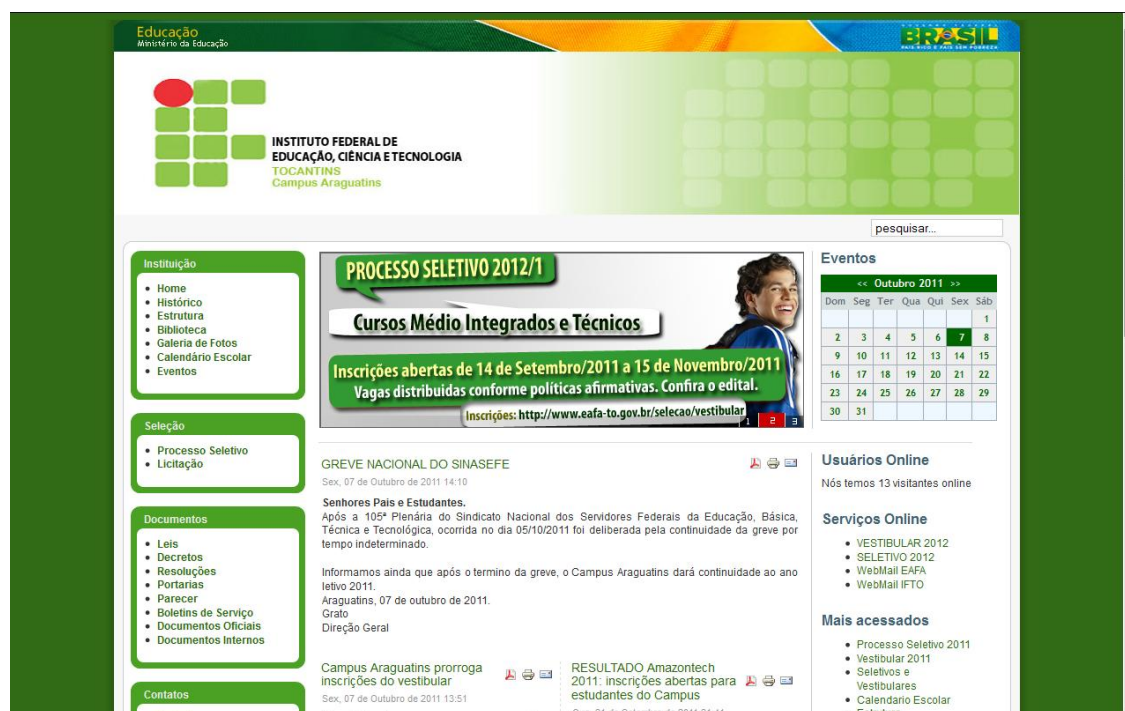 Educação
Ministério da Educação
BRASIL
PAÍS RICO É PAÍS SEM POBREZA
INSTITUTO FEDERAL DE
EDUCAÇÃO, CIÊNCIA E TECNOLOGIA
TOCANTINS
Campus Araguatins
pesquisar...
Instituição
Home
Histórico
Estrutura
Biblioteca
Galeria de Fotos
Calendário Escolar
Eventos
Seleção
Processo Seletivo
Licitação
Documentos
Leis
Decretos
Resoluções
Portarias
Parecer
Boletins de Serviço
Documentos Oficiais
Documentos Internos
Contatos
PROCESSO SELETIVO 2012/1
Cursos Médio Integrados e Técnicos
Inscrições abertas de 14 de Setembro/2011 a 15 de Novembro/2011
Vagas distribuidas conforme políticas afirmativas. Confira o edital.
Inscrições: http://www.eafa-to.gov.br/selecao/vestibular
1 2 3
GREVE NACIONAL DO SINASEFE
Sex, 07 de Outubro de 2011 14:10
Senhores Pais e Estudantes.
Após a 105ª Plenária do Sindicato Nacional dos Servidores Federais da Educação, Básica,
Técnica e Tecnológica, ocorrida no dia 05/10/2011 foi deliberada pela continuidade da greve por
tempo indeterminado.
Informamos ainda que após o termino da greve, o Campus Araguatins dará continuidade ao ano
letivo 2011.
Araguatins, 07 de outubro de 2011.
Grato
Direção Geral
Campus Araguatins prorroga
inscrições do vestibular
Sex, 07 de Outubro de 2011 13:51
RESULTADO Amazontech
2011: inscrições abertas para
estudantes do Campus
Eventos
<< Outubro 2011 >>
Dom Seg Ter Qua Qui Sex Sáb
1
2 3 4 5 6 7 8
9 10 11 12 13 14 15
16 17 18 19 20 21 22
23 24 25 26 27 28 29
30 31
Usuários Online
Nós temos 13 visitantes online
Serviços Online
VESTIBULAR 2012
SELETIVO 2012
WebMail EAFA
WebMail IFTO
Mais acessados
Processo Seletivo 2011
Vestibular 2011
Seletivos e
Vestibulares
Calendario Escolar